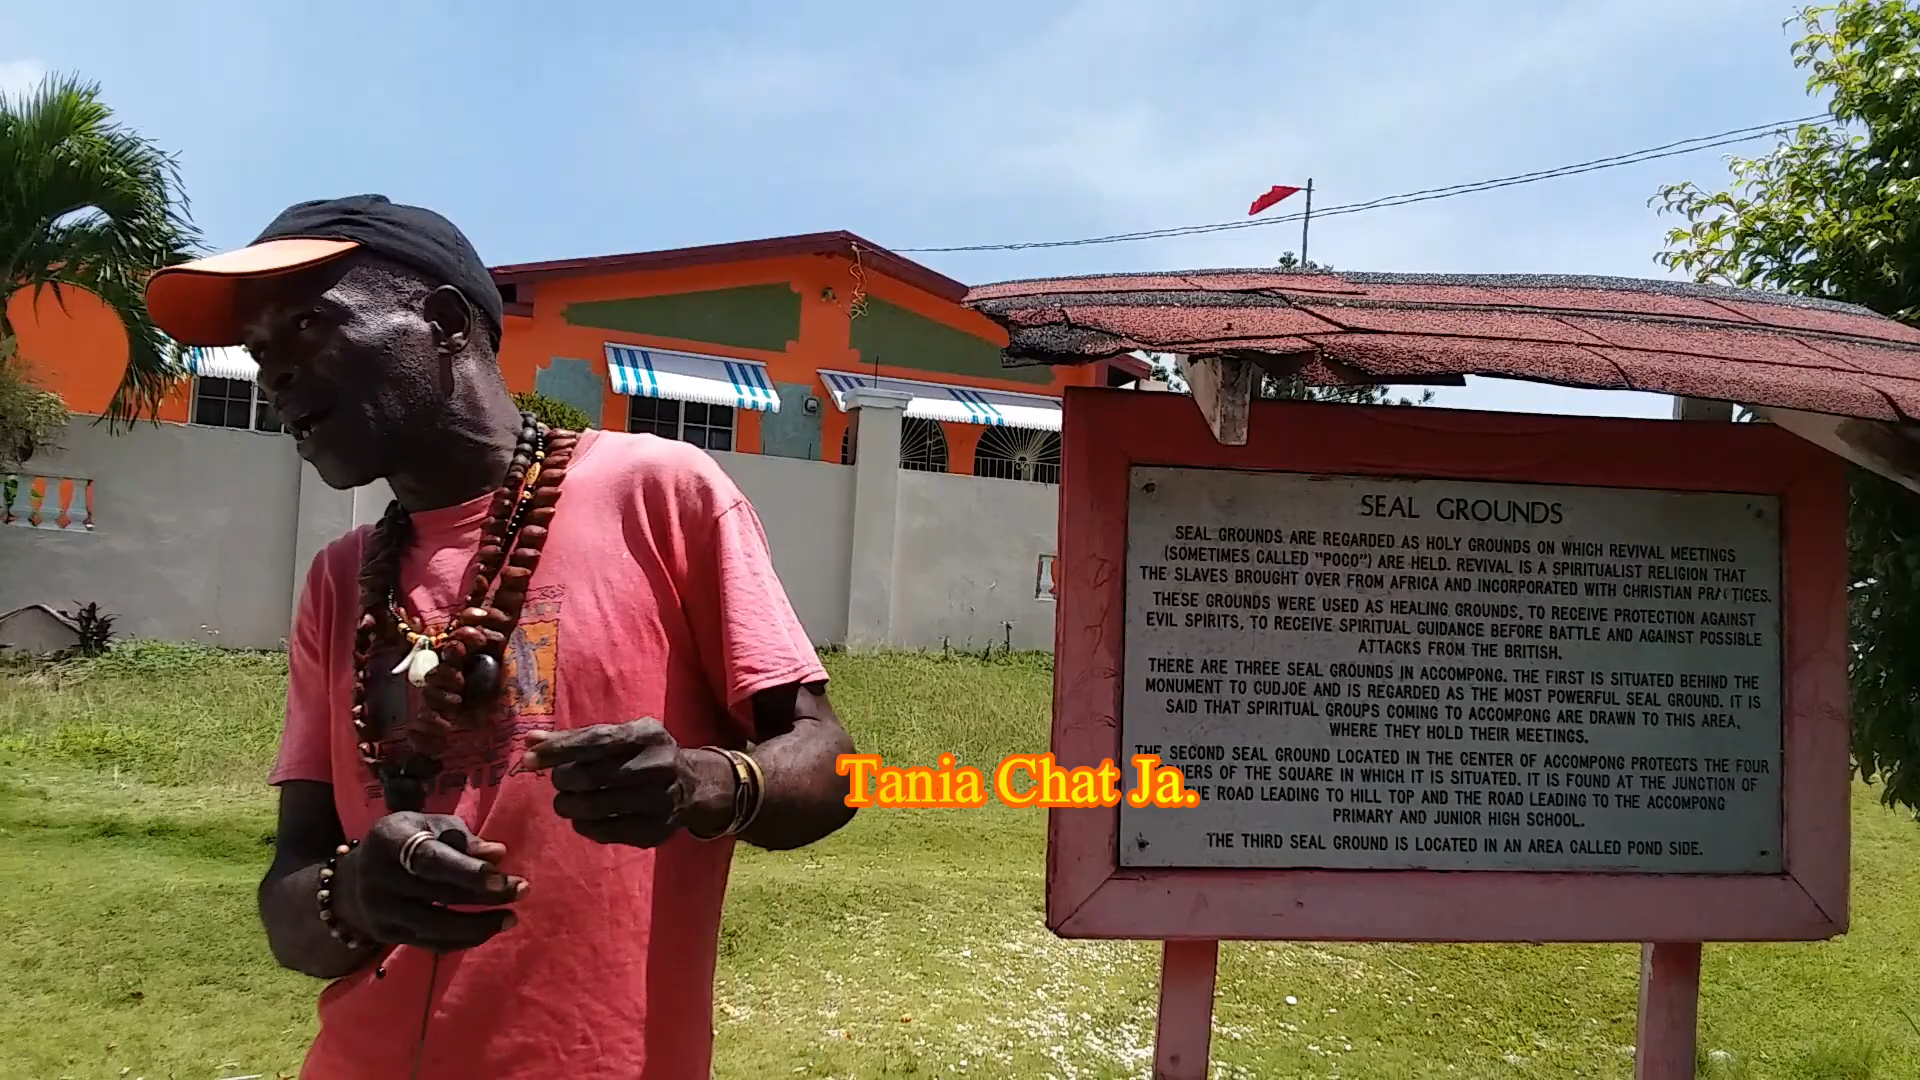 SEAL GROUNDS
SEAL GROUNDS ARE REGARDED AS HOLY GROUNDS ON WHICH REVIVAL MEETINGS
(SOMETIMES CALLED "POCO") ARE HELD. REVIVAL IS A SPIRITUALIST RELIGION THAT
THE SLAVES BROUGHT OVER FROM AFRICA AND INCORPORATED WITH CHRISTIAN PRACTICES.
THESE GROUNDS WERE USED AS HEALING GROUNDS, TO RECEIVE PROTECTION AGAINST
EVIL SPIRITS, TO RECEIVE SPIRITUAL GUIDANCE BEFORE BATTLE AND AGAINST POSSIBLE
ATTACKS FROM THE BRITISH.
THERE ARE THREE SEAL GROUNDS IN ACCOMPONG. THE FIRST IS SITUATED BEHIND THE
MONUMENT TO CUDJOE AND IS REGARDED AS THE MOST POWERFUL SEAL GROUND. IT IS
SAID THAT SPIRITUAL GROUPS COMING TO ACCOMPONG ARE DRAWN TO THIS AREA,
WHERE THEY HOLD THEIR MEETINGS.
THE SECOND SEAL GROUND LOCATED IN THE CENTER OF ACCOMPONG PROTECTS THE FOUR
OF THE SQUARE IN WHICH IT IS SITUATED. IT IS FOUND AT THE JUNCTION OF
ROAD LEADING TO HILL TOP AND THE ROAD LEADING TO THE ACCOMPONG
PRIMARY AND JUNIOR HIGH SCHOOL.
THE THIRD SEAL GROUND IS LOCATED IN AN AREA CALLED POND SIDE.
Tania Chat Ja.